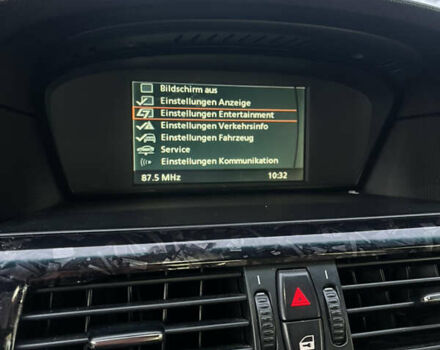 Bildschirm aus
Einstellungen Anzeige
Einstellungen Entertainment
Einstellungen Verkehrsinfo
Einstellungen Fahrzeug
Service
Einstellungen Kommunikation
87.5 MHz 10:32